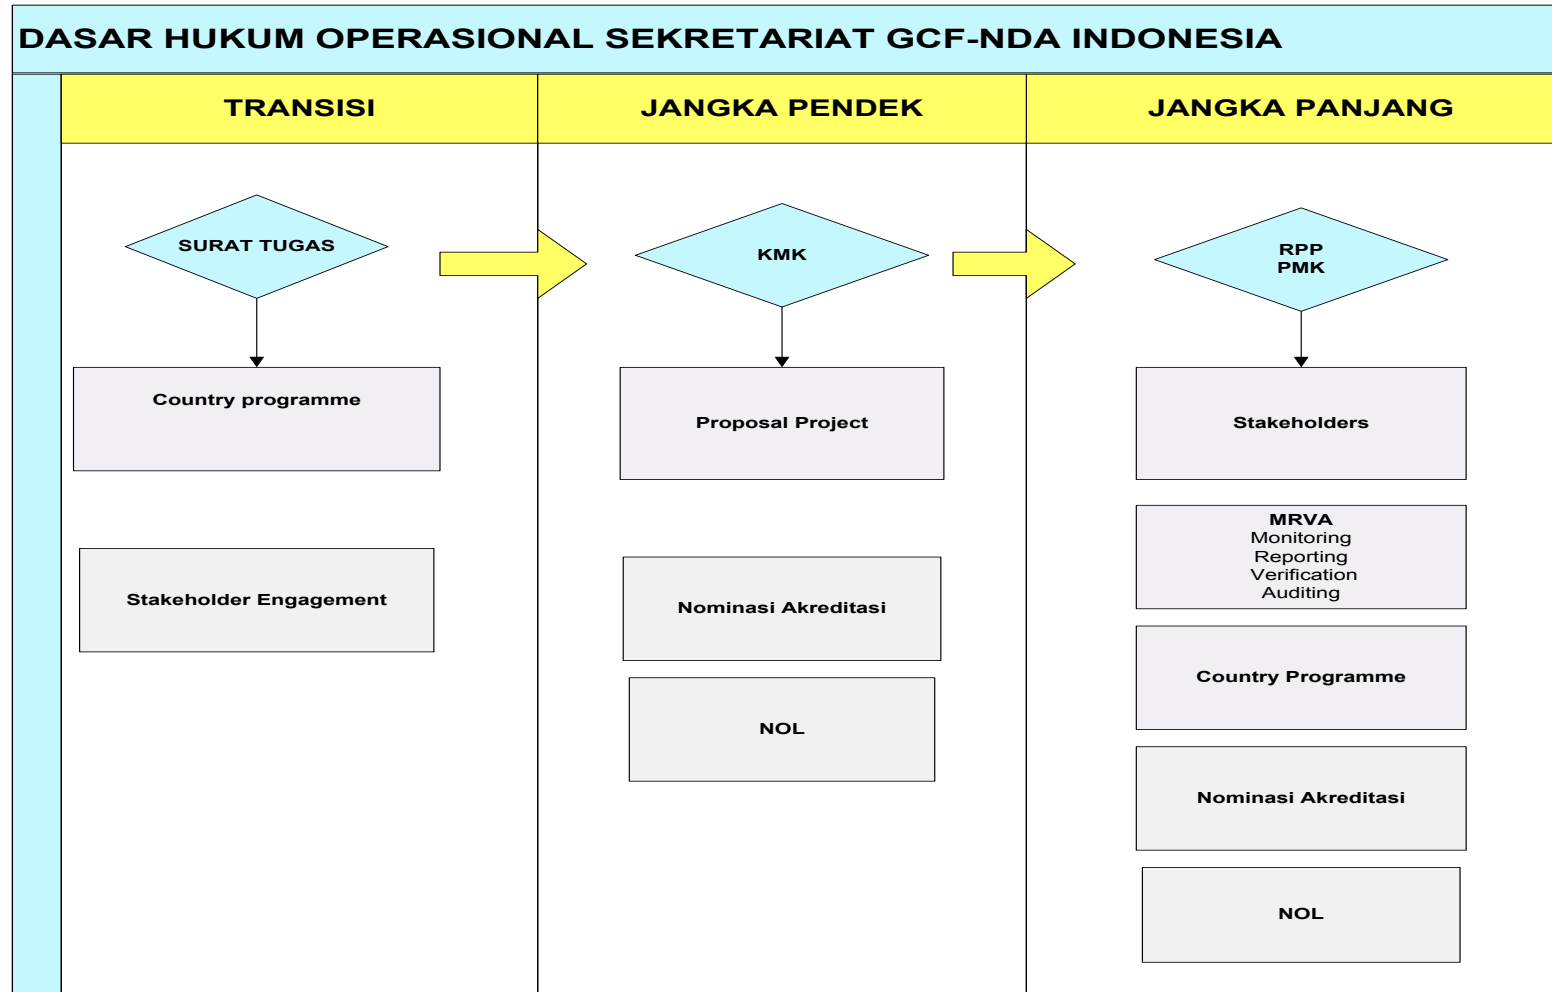 DASAR HUKUM OPERASIONAL SEKRETARIAT GCF-NDA INDONESIA
TRANSISI
JANGKA PENDEK
JANGKA PANJANG
SURAT TUGAS
KMK
RPP
PMK
Country programme
Proposal Project
Stakeholders
MRVA
Monitoring
Reporting
Verification
Auditing
Stakeholder Engagement
Nominasi Akreditasi
Country Programme
NOL
Nominasi Akreditasi
NOL